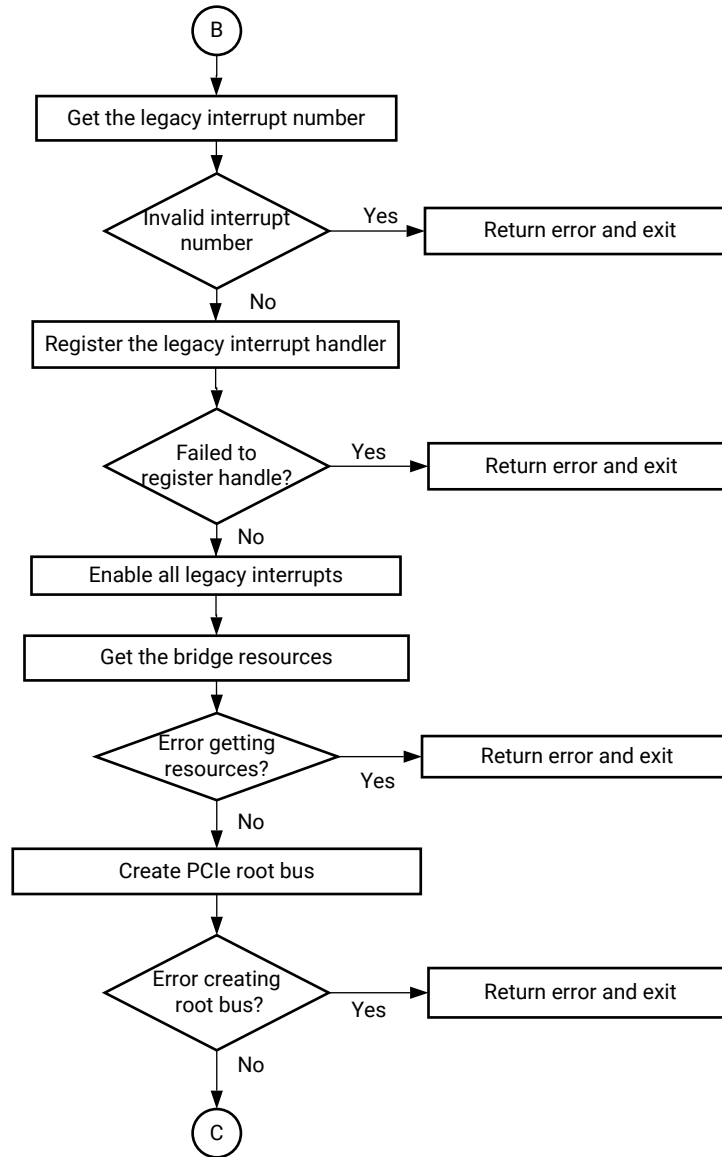 B
Get the legacy interrupt number
Invalid interrupt
number
Yes
Return error and exit
No
Register the legacy interrupt handler
Failed to
register handle?
Yes
Return error and exit
No
Enable all legacy interrupts
Get the bridge resources
Error getting
resources?
Yes
Return error and exit
No
Create PCIe root bus
Error creating
root bus?
Yes
Return error and exit
No
C